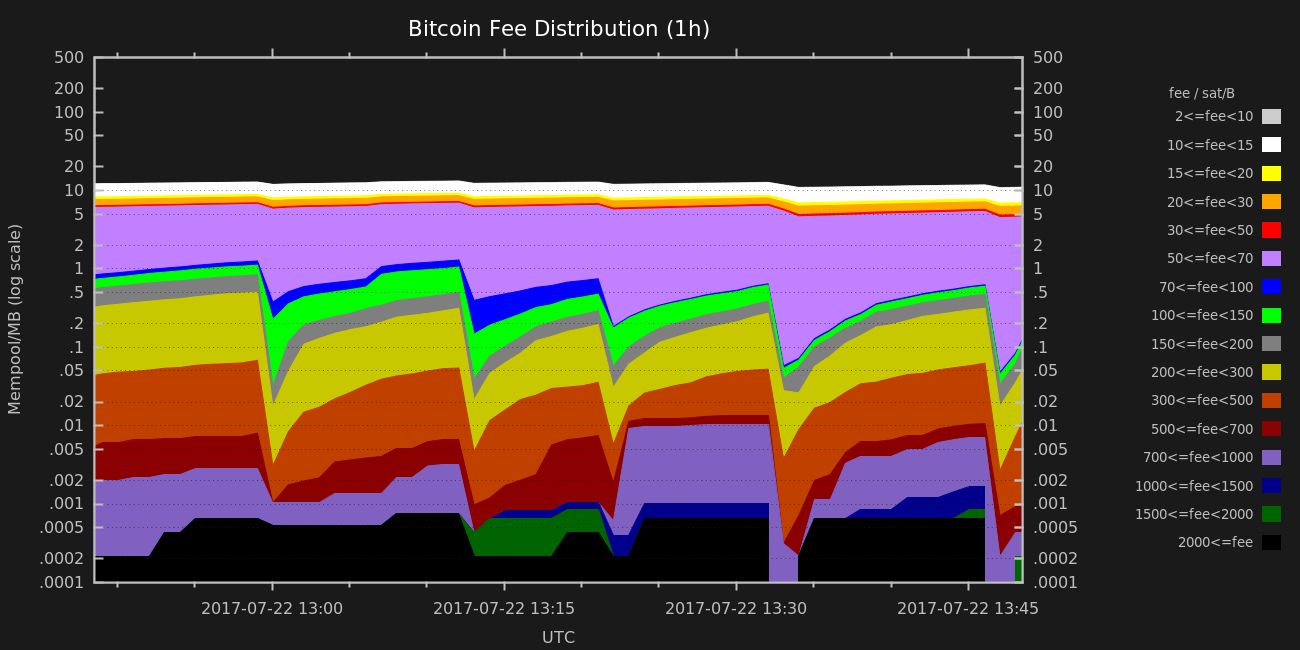 Bitcoin Fee Distribution (1h)
500 500
200 200
100 100
50 50
20 20
10 10
5 5
2 2
1 1
.5 .5
.2 .2
.1 .1
.05 .05
.02 .02
.01 .01
.005 .005
.002 .002
.001 .001
.0005 .0005
.0002 .0002
.0001 .0001
Mempool/MB (log scale)
2017-07-22 13:00 2017-07-22 13:15 2017-07-22 13:30 2017-07-22 13:45
UTC
fee / sat/B
2<=fee<10
10<=fee<15
15<=fee<20
20<=fee<30
30<=fee<50
50<=fee<70
70<=fee<100
100<=fee<150
150<=fee<200
200<=fee<300
300<=fee<500
500<=fee<700
700<=fee<1000
1000<=fee<1500
1500<=fee<2000
2000<=fee